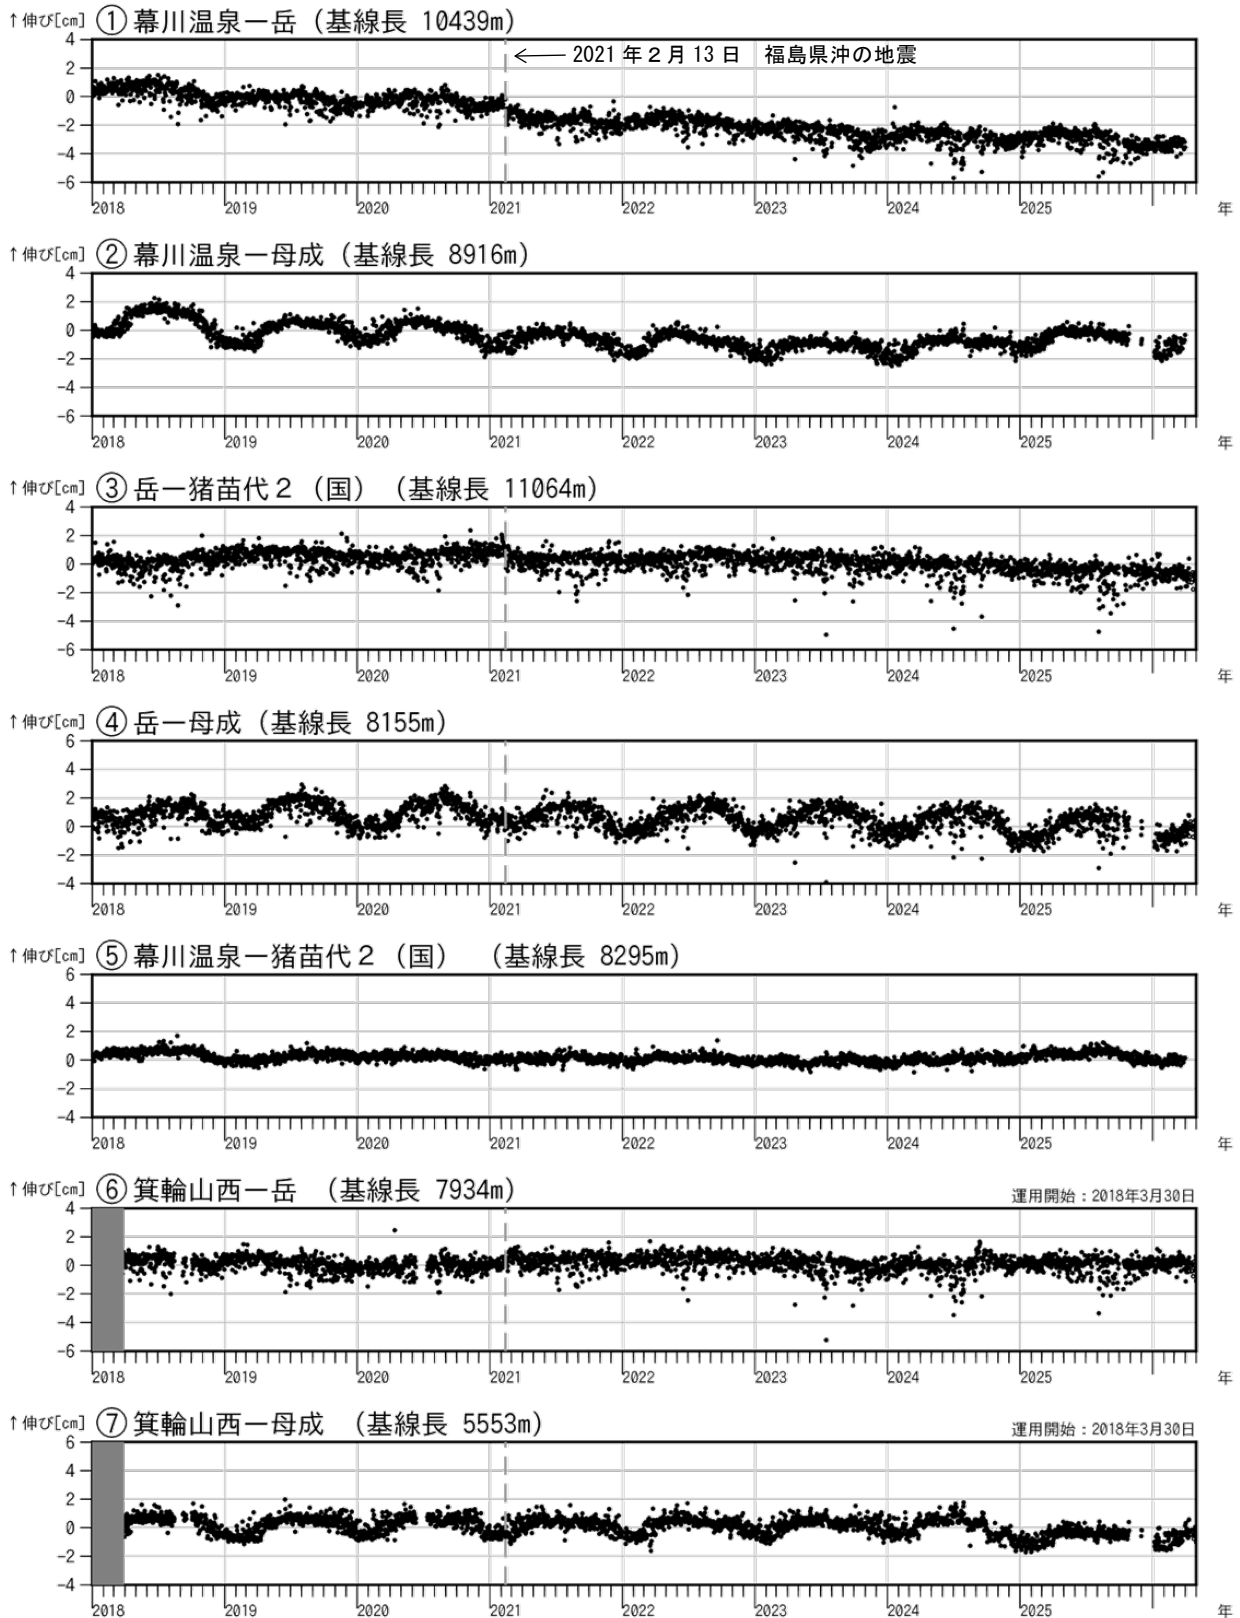 ↑伸び[cm] ①幕川温泉ー岳（基線長 10439m）
← 2021年2月13日 福島県沖の地震
4
2
0
-2
-4
-6
2018 2019 2020 2021 2022 2023 2024 2025 年
↑伸び[cm] ②幕川温泉ー母成（基線長 8916m）
4
2
0
-2
-4
-6
2018 2019 2020 2021 2022 2023 2024 2025 年
↑伸び[cm] ③岳ー猪苗代２（国）（基線長 11064m）
4
2
0
-2
-4
-6
2018 2019 2020 2021 2022 2023 2024 2025 年
↑伸び[cm] ④岳ー母成（基線長 8155m）
6
4
2
0
-2
-4
2018 2019 2020 2021 2022 2023 2024 2025 年
↑伸び[cm] ⑤幕川温泉ー猪苗代２（国）　（基線長 8295m）
6
4
2
0
-2
-4
2018 2019 2020 2021 2022 2023 2024 2025 年
↑伸び[cm] ⑥箕輪山西ー岳　（基線長 7934m） 運用開始：2018年3月30日
4
2
0
-2
-4
-6
2018 2019 2020 2021 2022 2023 2024 2025 年
↑伸び[cm] ⑦箕輪山西ー母成　（基線長 5553m） 運用開始：2018年3月30日
6
4
2
0
-2
-4
2018 2019 2020 2021 2022 2023 2024 2025 年